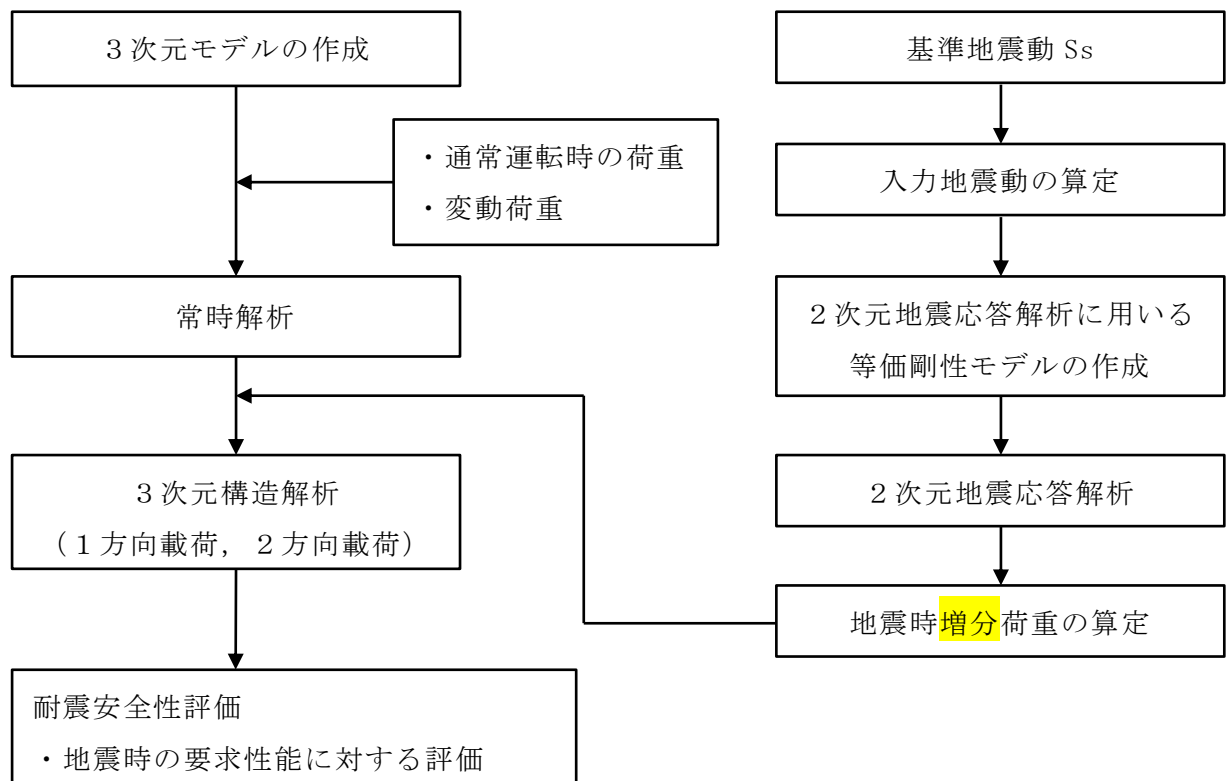 ３次元モデルの作成
・通常運転時の荷重
・変動荷重
常時解析
３次元構造解析
（１方向載荷，２方向載荷）
耐震安全性評価
・地震時の要求性能に対する評価
基準地震動 Ss
入力地震動の算定
２次元地震応答解析に用いる
等価剛性モデルの作成
２次元地震応答解析
地震時増分荷重の算定